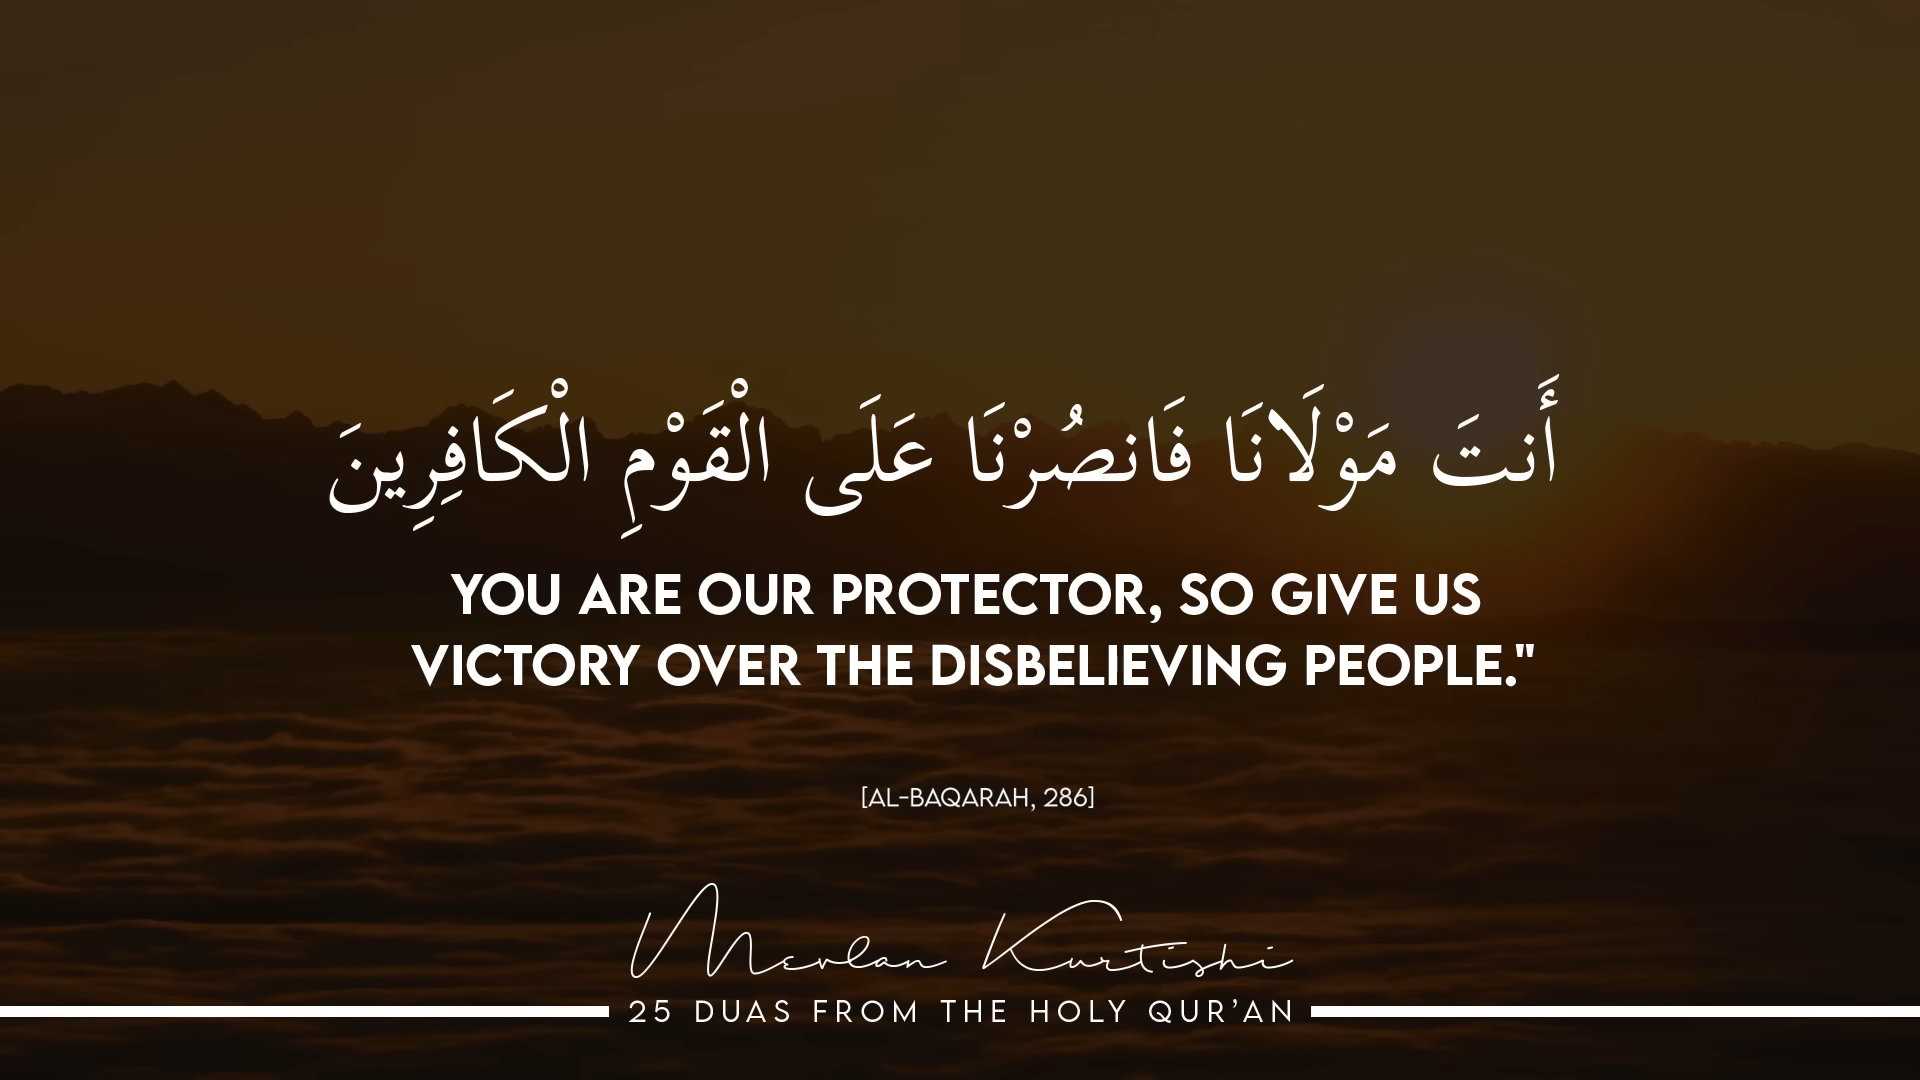 أَنتَ مَوْلَانَا فَانصُرْنَا عَلَى الْقَوْمِ الْكَافِرِينَ
YOU ARE OUR PROTECTOR, SO GIVE US
VICTORY OVER THE DISBELIEVING PEOPLE."
[AL-BAQARAH, 286]
Mevlan Kurtishi
25 DUAS FROM THE HOLY QUR’AN